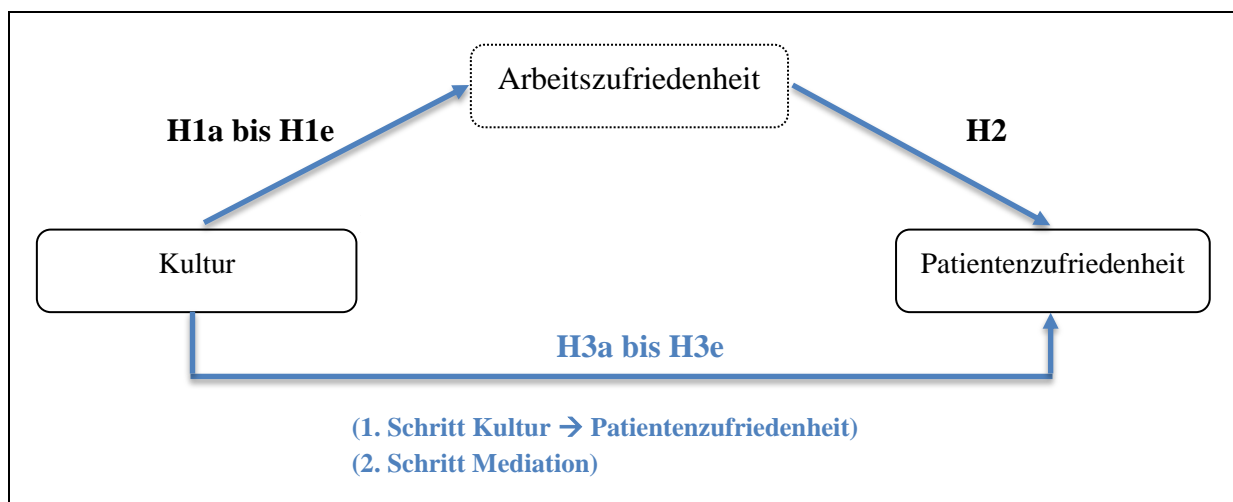 Arbeitszufriedenheit
H1a bis H1e
H2
Kultur
Patientenzufriedenheit
H3a bis H3e
(1. Schritt Kultur → Patientenzufriedenheit)
(2. Schritt Mediation)